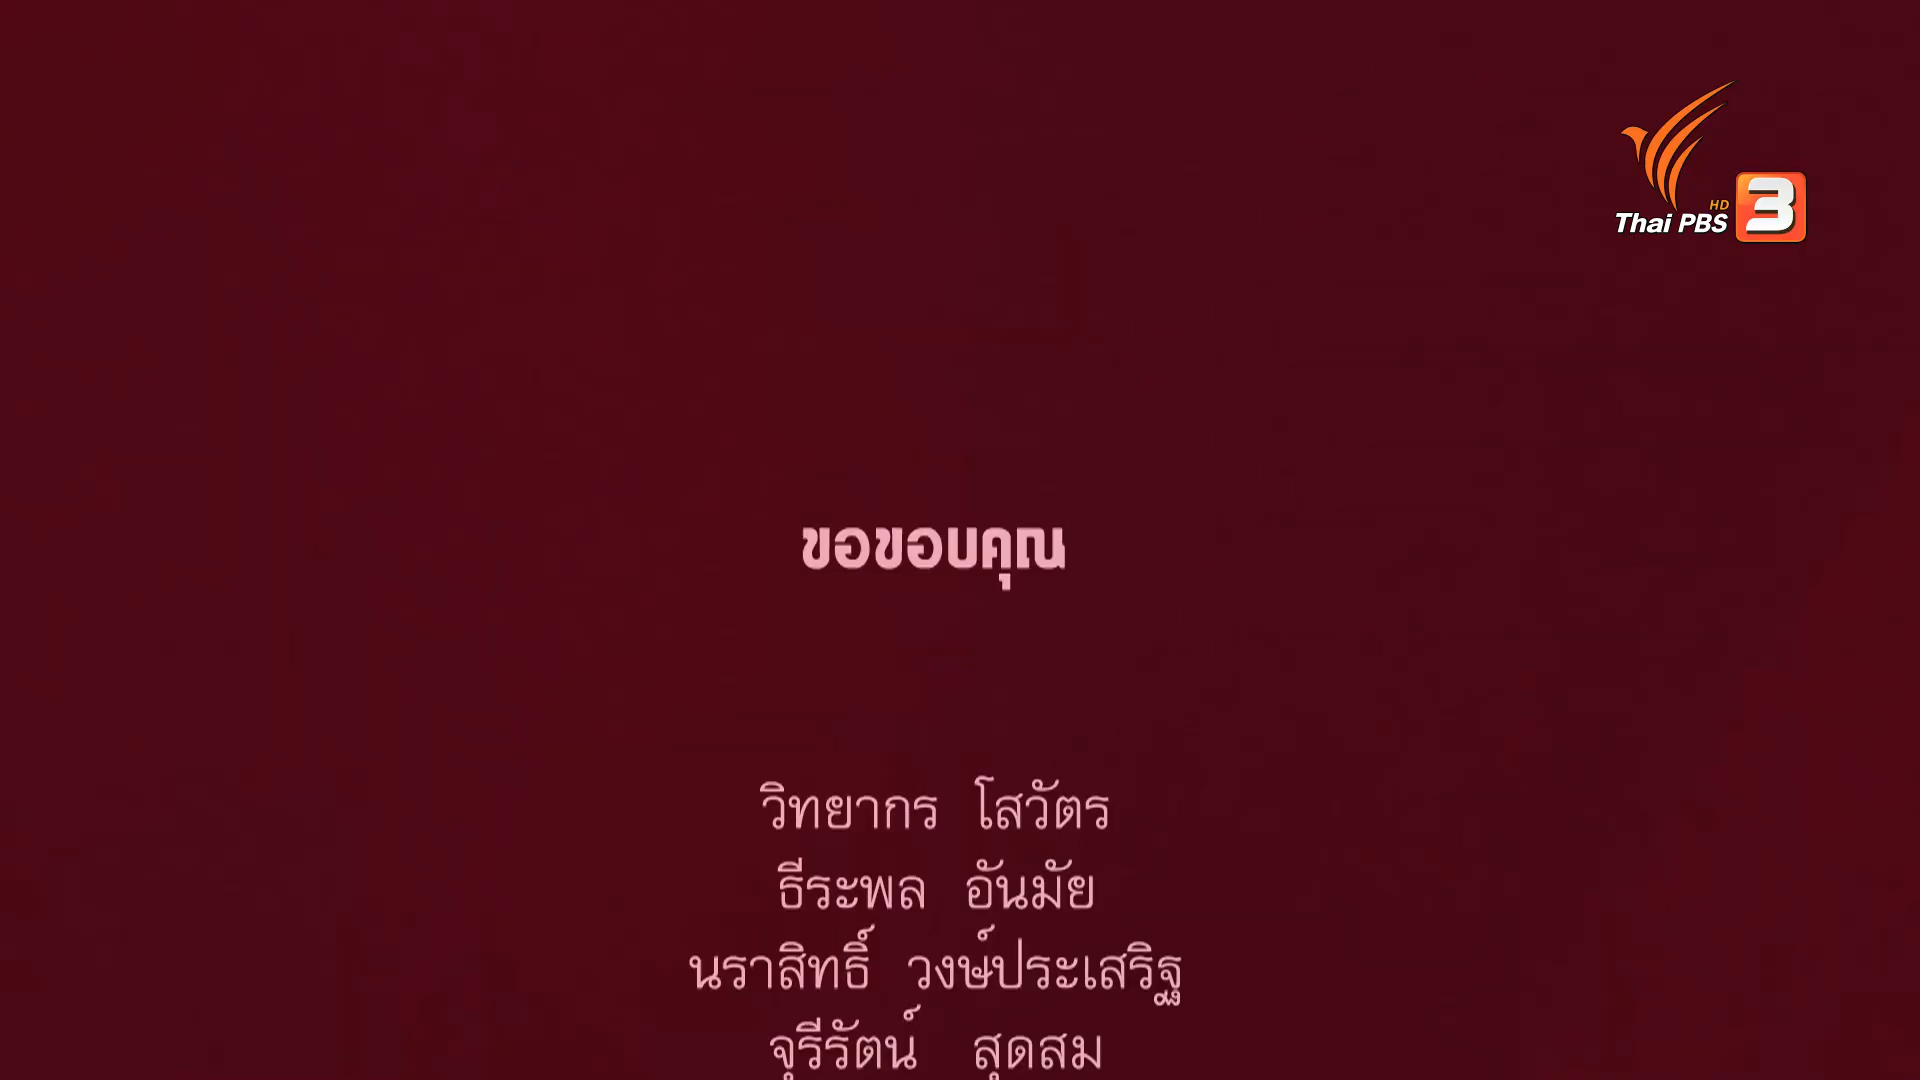 HD
Thai PBS 3
ขอขอบคุณ
วิทยากร โสวัตร
ธีระพล อันมัย
นราสิทธิ์ วงษ์ประเสริฐ
จุรีรัตน์ สุดสม